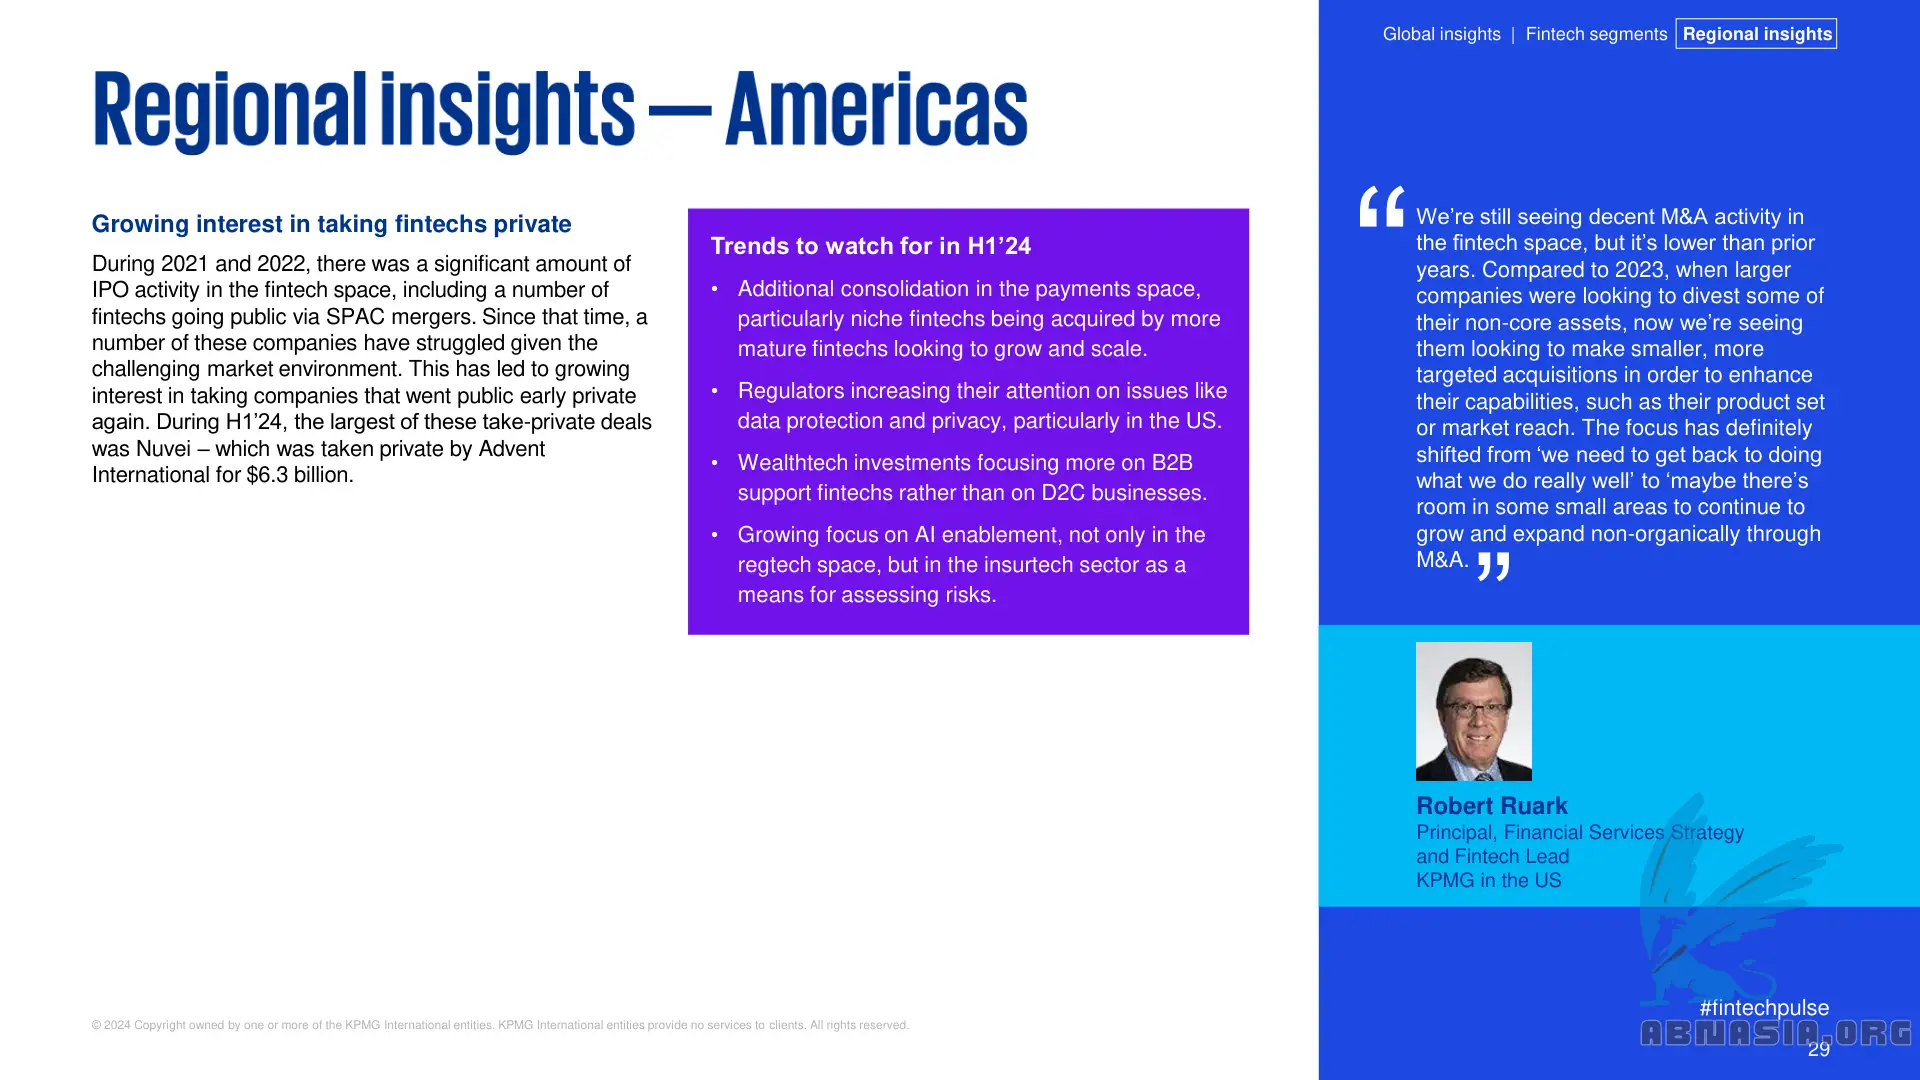 Global insights | Fintech segments Regional insights
Regional insights — Americas
Growing interest in taking fintechs private
During 2021 and 2022, there was a significant amount of
IPO activity in the fintech space, including a number of
fintechs going public via SPAC mergers. Since that time, a
number of these companies have struggled given the
challenging market environment. This has led to growing
interest in taking companies that went public early private
again. During H1’24, the largest of these take-private deals
was Nuvei – which was taken private by Advent
International for $6.3 billion.
Trends to watch for in H1’24
• Additional consolidation in the payments space,
particularly niche fintechs being acquired by more
mature fintechs looking to grow and scale.
• Regulators increasing their attention on issues like
data protection and privacy, particularly in the US.
• Wealthtech investments focusing more on B2B
support fintechs rather than on D2C businesses.
• Growing focus on AI enablement, not only in the
regtech space, but in the insurtech sector as a
means for assessing risks.
“ We’re still seeing decent M&A activity in
the fintech space, but it’s lower than prior
years. Compared to 2023, when larger
companies were looking to divest some of
their non-core assets, now we’re seeing
them looking to make smaller, more
targeted acquisitions in order to enhance
their capabilities, such as their product set
or market reach. The focus has definitely
shifted from ‘we need to get back to doing
what we do really well’ to ‘maybe there’s
room in some small areas to continue to
grow and expand non-organically through
M&A. ”
Robert Ruark
Principal, Financial Services Strategy
and Fintech Lead
KPMG in the US
© 2024 Copyright owned by one or more of the KPMG International entities. KPMG International entities provide no services to clients. All rights reserved.
#fintechpulse
ABNASIA.ORG
29